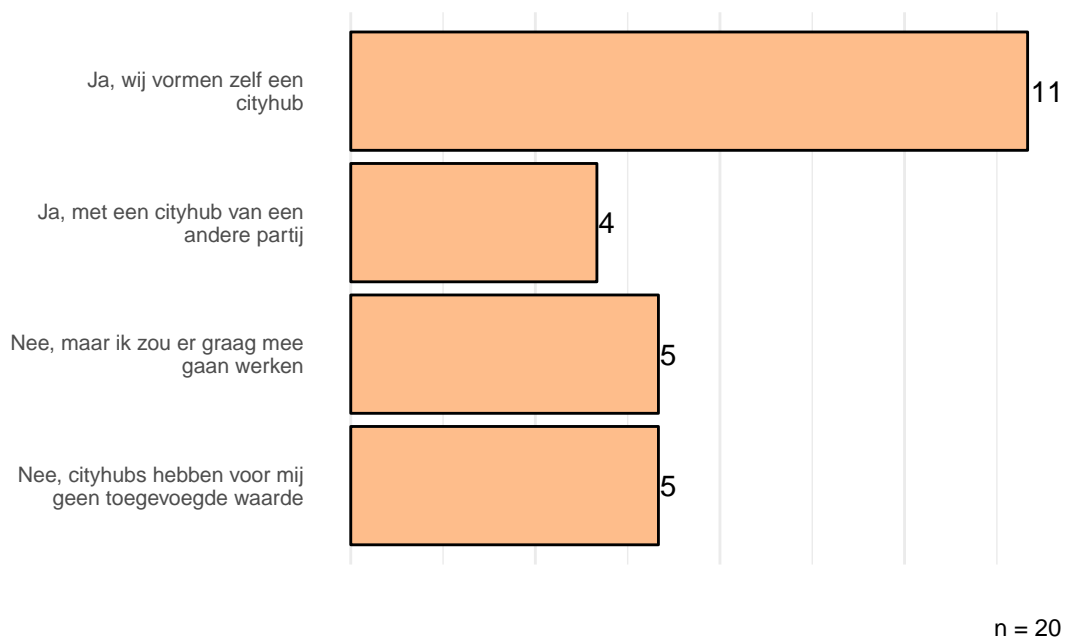 Ja, wij vormen zelf een
cityhub
11
Ja, met een cityhub van een
andere partij
4
Nee, maar ik zou er graag mee
gaan werken
5
Nee, cityhubs hebben voor mij
geen toegevoegde waarde
5
n = 20